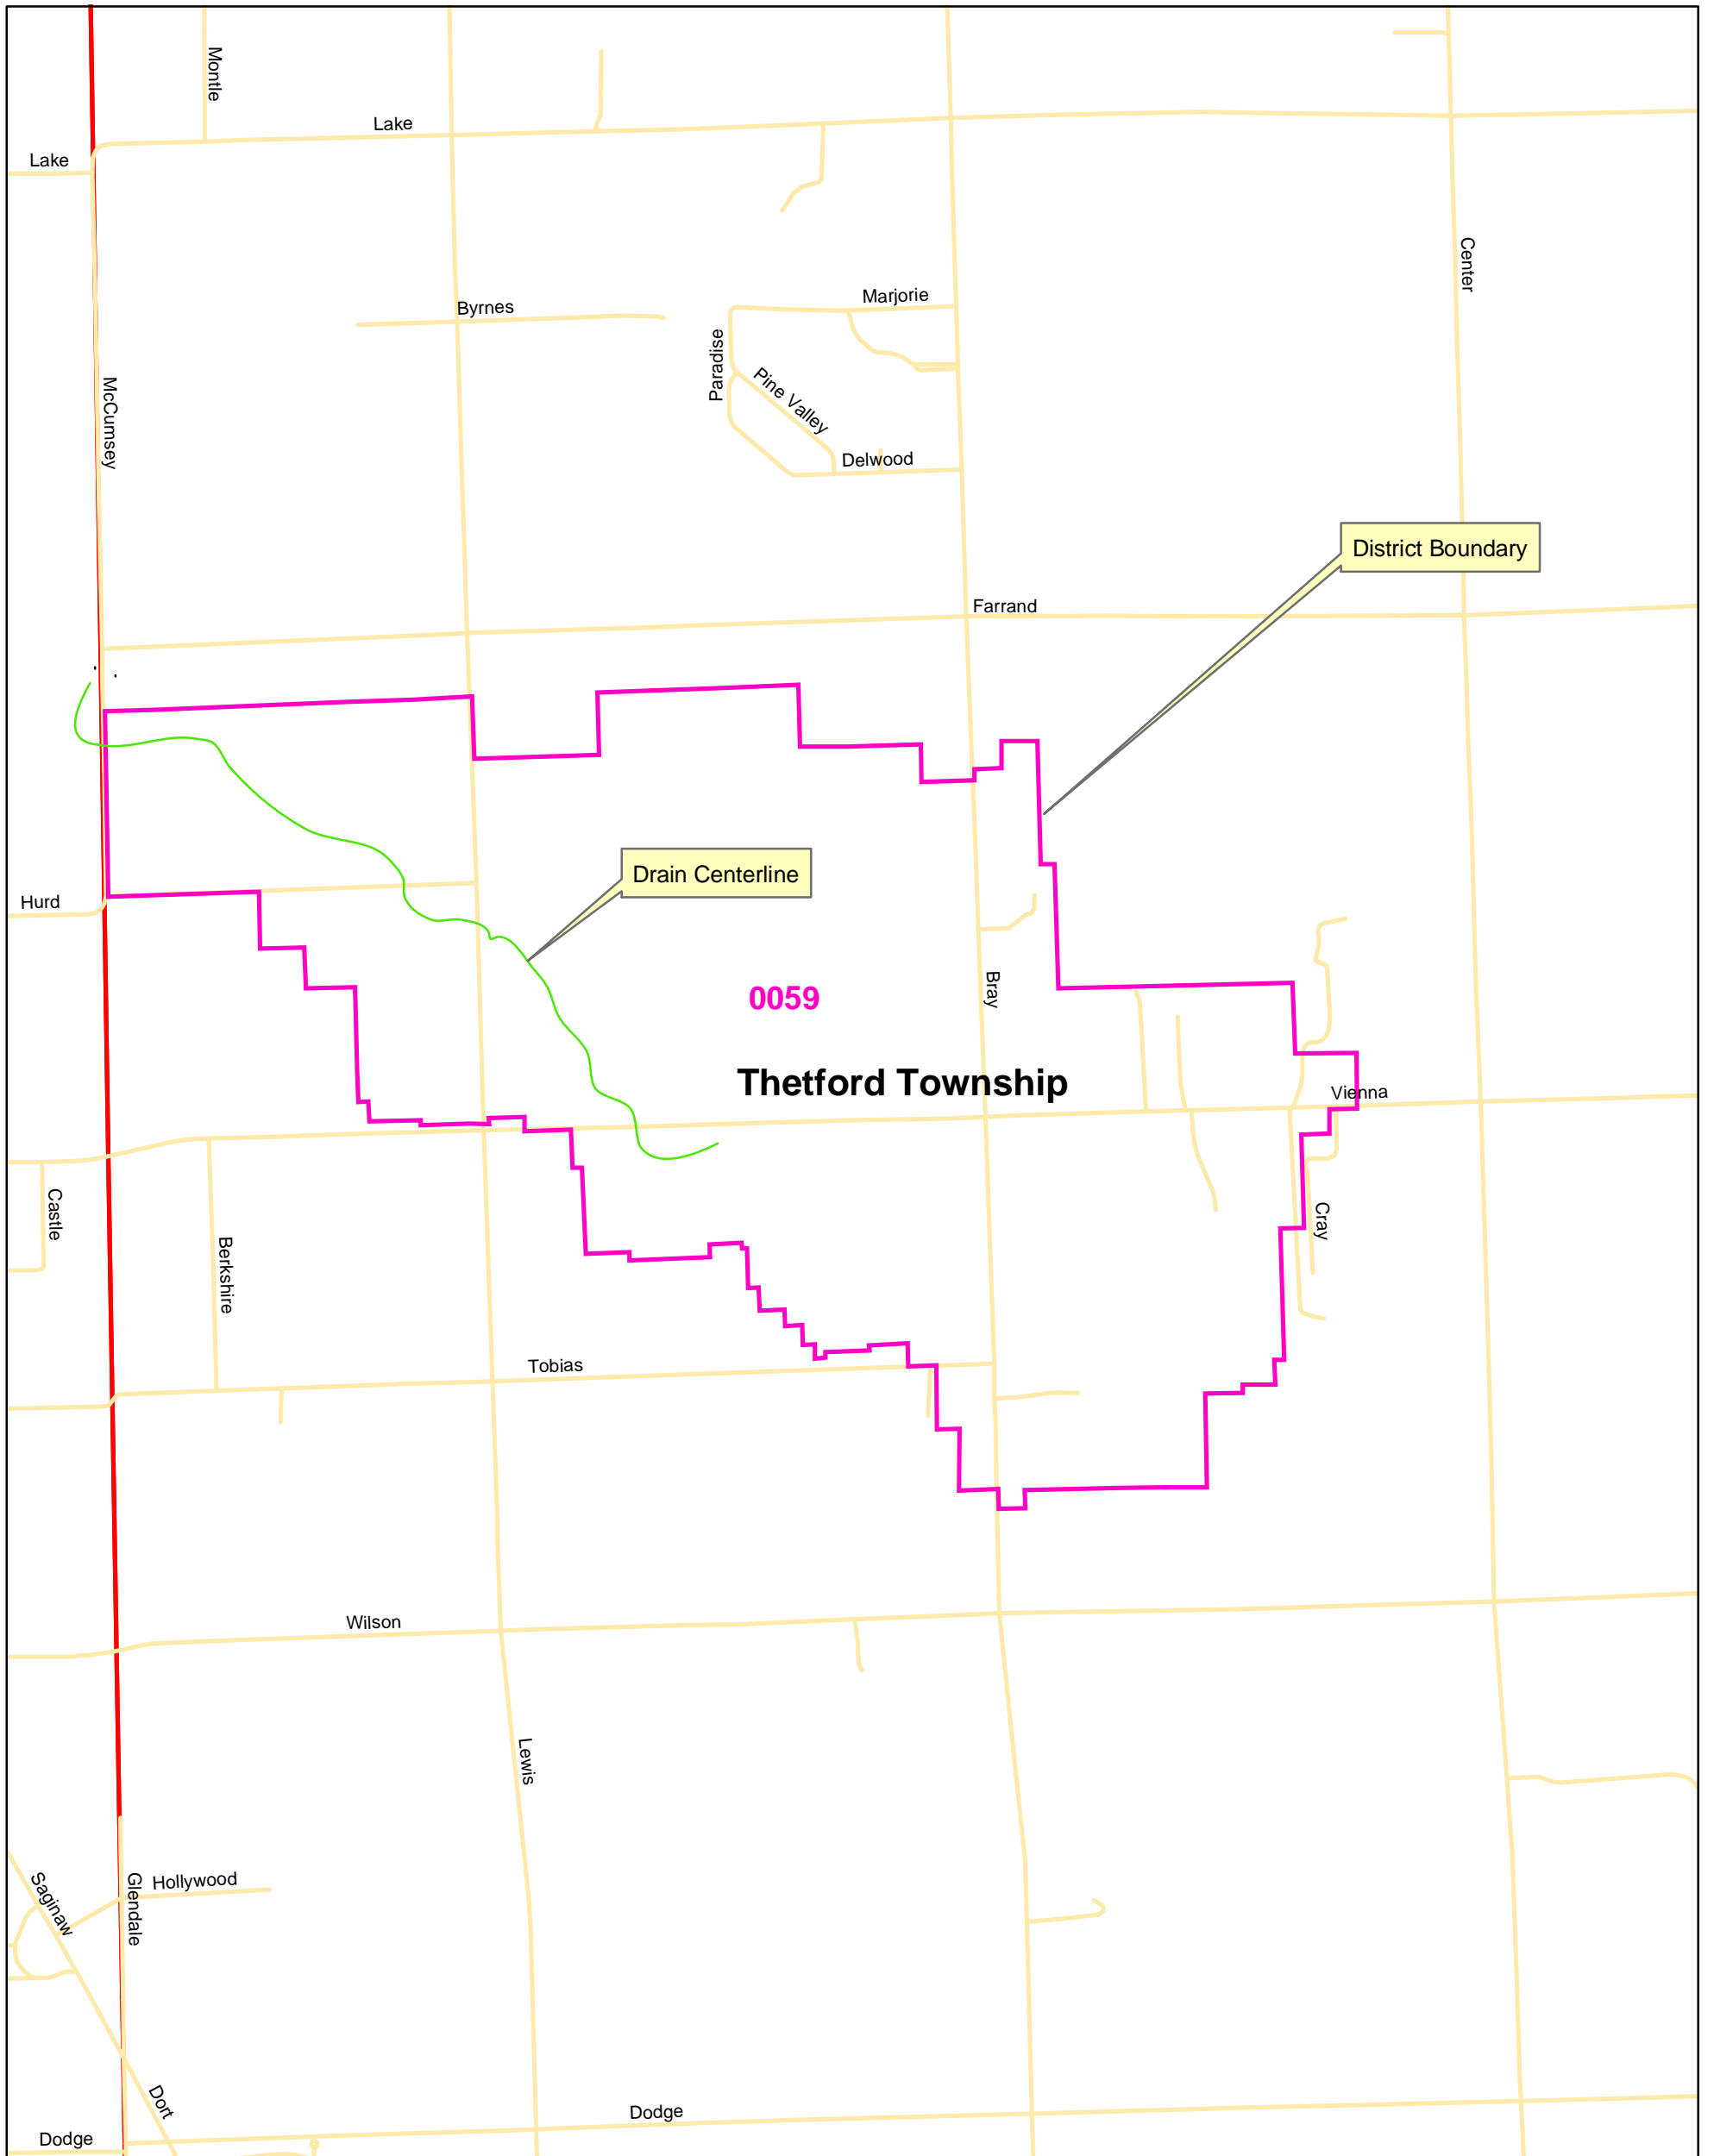 Montle
Lake
Lake
Center
Marjorie
Byrnes
Paradise
Pine Valley
McCumsey
Delwood
District Boundary
Farrand
Drain Centerline
Hurd
Bray
0059
Thetford Township
Vienna
Castle
Cray
Berkshire
Tobias
Wilson
Lewis
Saginaw
Glendale
Hollywood
Dort
Dodge
Dodge